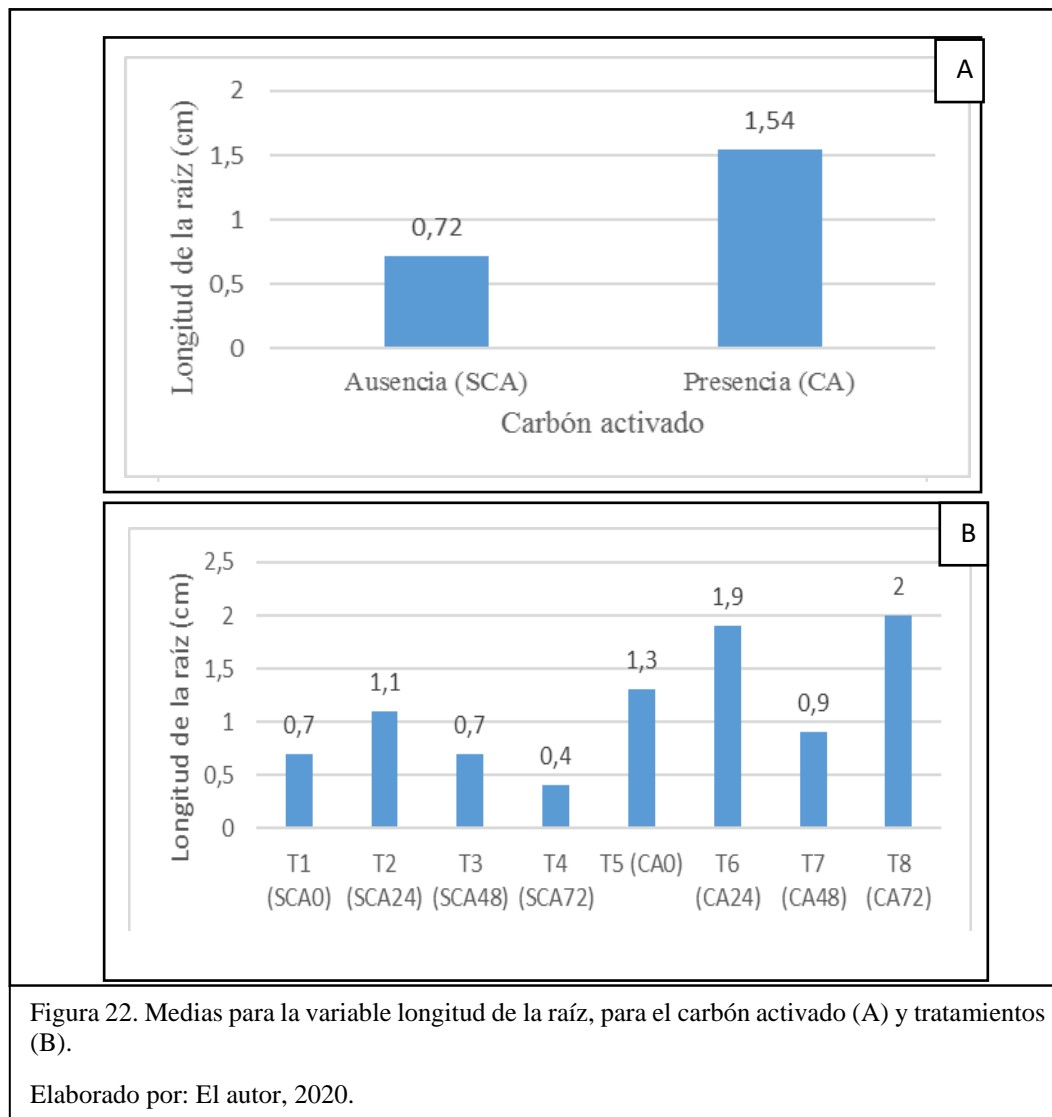 A
Longitud de la raíz (cm)
2
1,5
1
0,5
0
0,72
1,54
Ausencia (SCA)
Presencia (CA)
Carbón activado
B
Longitud de la raíz (cm)
2,5
2
1,5
1
0,5
0
0,7
1,1
0,7
0,4
1,3
1,9
0,9
2
T1
(SCA0)
T2
(SCA24)
T3
(SCA48)
T4
(SCA72)
T5 (CA0)
T6
(CA24)
T7
(CA48)
T8
(CA72)
Figura 22. Medias para la variable longitud de la raíz, para el carbón activado (A) y tratamientos
(B).
Elaborado por: El autor, 2020.